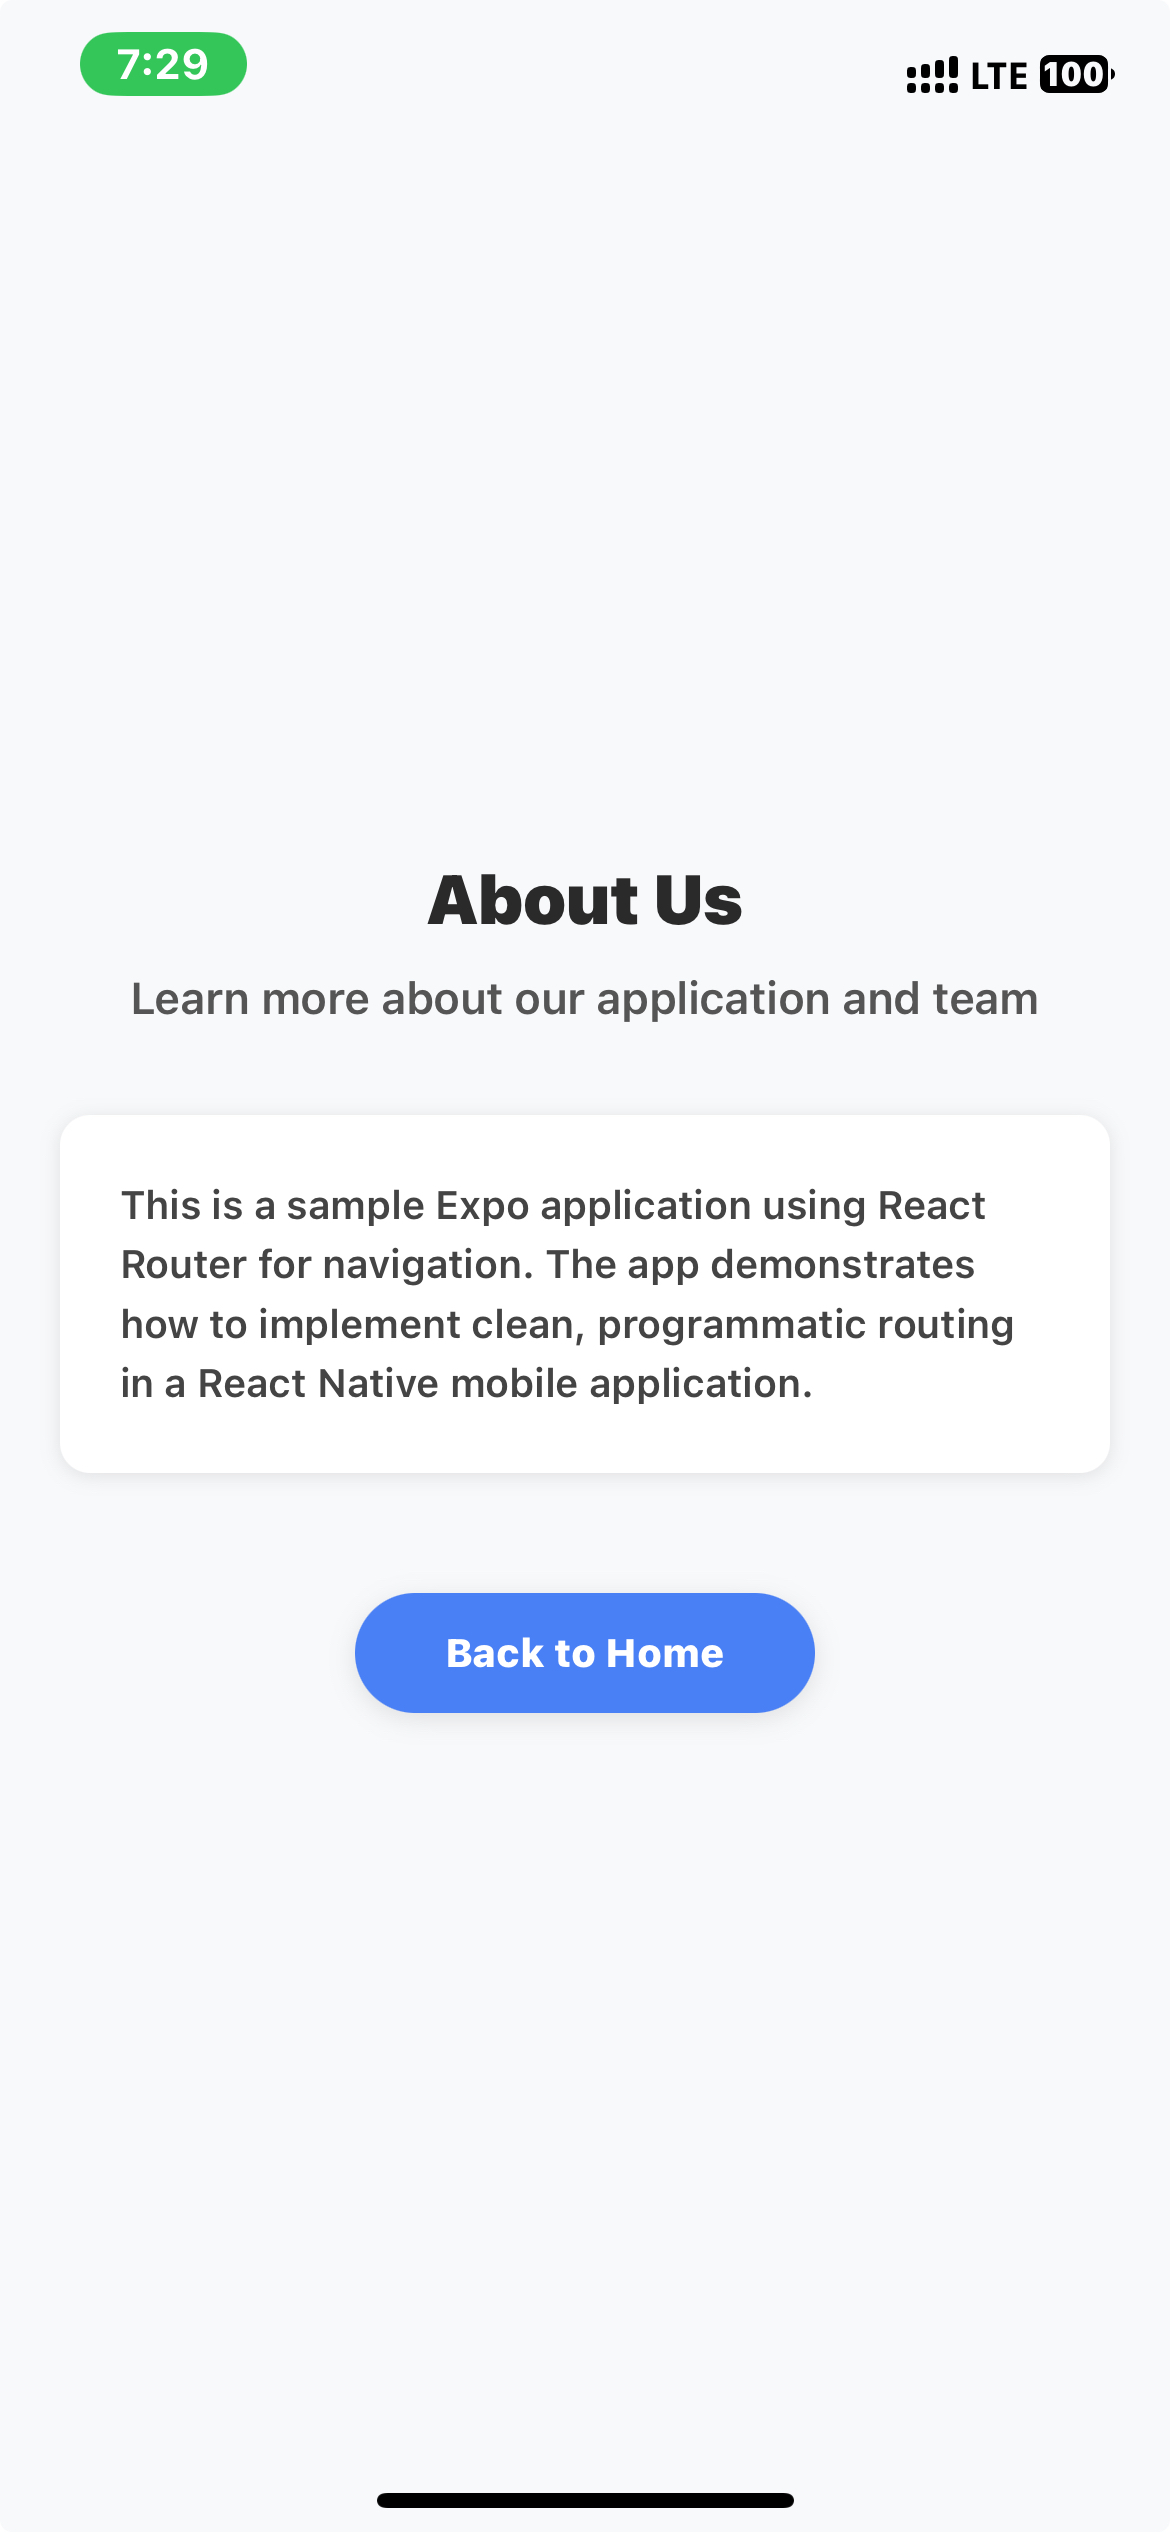 7:29
LTE 100
About Us
Learn more about our application and team
This is a sample Expo application using React
Router for navigation. The app demonstrates
how to implement clean, programmatic routing
in a React Native mobile application.
Back to Home